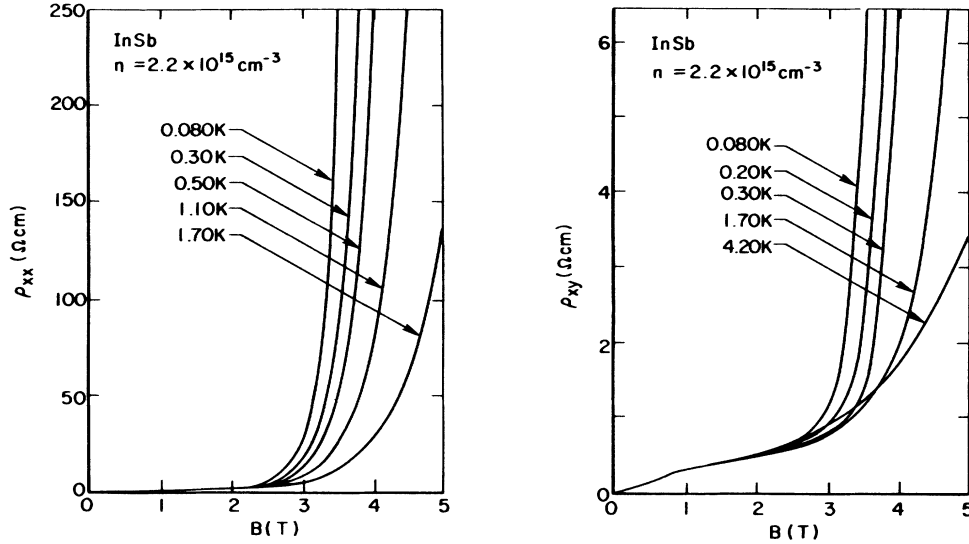 250
200
150
100
50
0
ρxx (Ωcm)
InSb
n = 2.2 × 10¹⁵ cm⁻³
0.080K
0.30K
0.50K
1.10K
1.70K
0 1 2 3 4 5
B(T)
6
4
2
0
ρxy (Ωcm)
InSb
n = 2.2 × 10¹⁵ cm⁻³
0.080K
0.20K
0.30K
1.70K
4.20K
0 1 2 3 4 5
B(T)